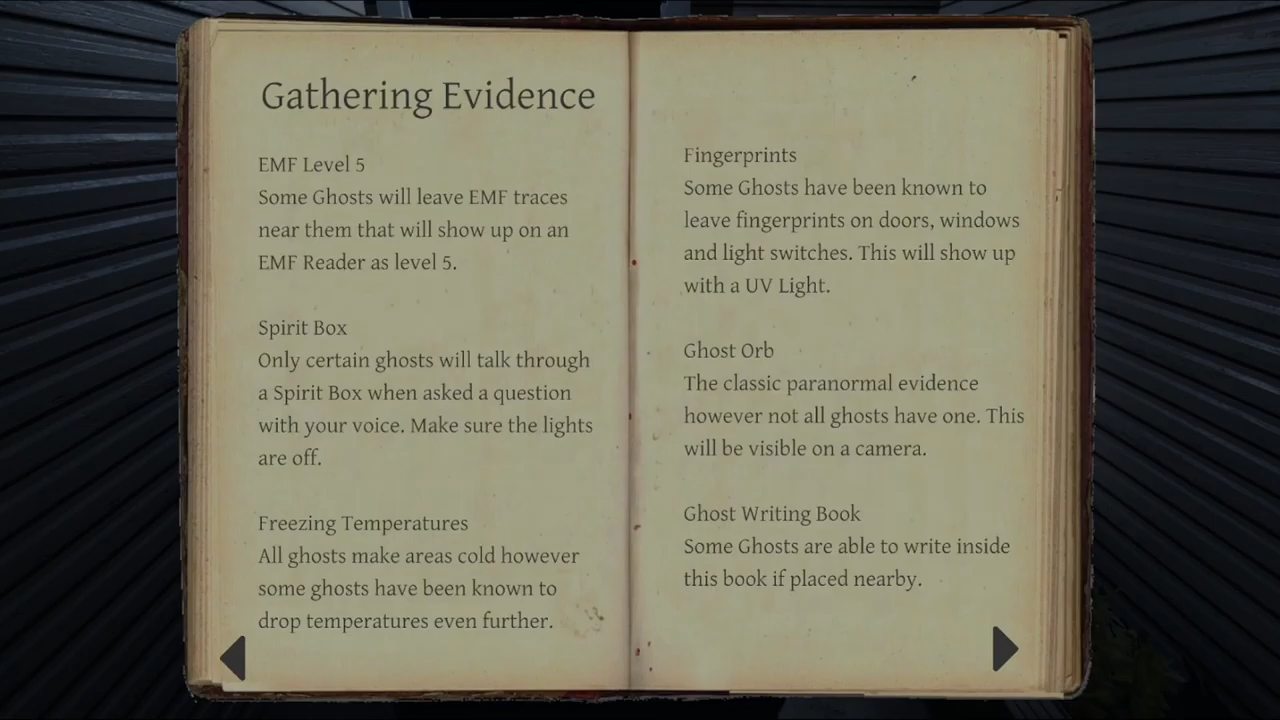 Gathering Evidence
EMF Level 5
Some Ghosts will leave EMF traces
near them that will show up on an
EMF Reader as level 5.
Spirit Box
Only certain ghosts will talk through
a Spirit Box when asked a question
with your voice. Make sure the lights
are off.
Freezing Temperatures
All ghosts make areas cold however
some ghosts have been known to
drop temperatures even further.
Fingerprints
Some Ghosts have been known to
leave fingerprints on doors, windows
and light switches. This will show up
with a UV Light.
Ghost Orb
The classic paranormal evidence
however not all ghosts have one. This
will be visible on a camera.
Ghost Writing Book
Some Ghosts are able to write inside
this book if placed nearby.